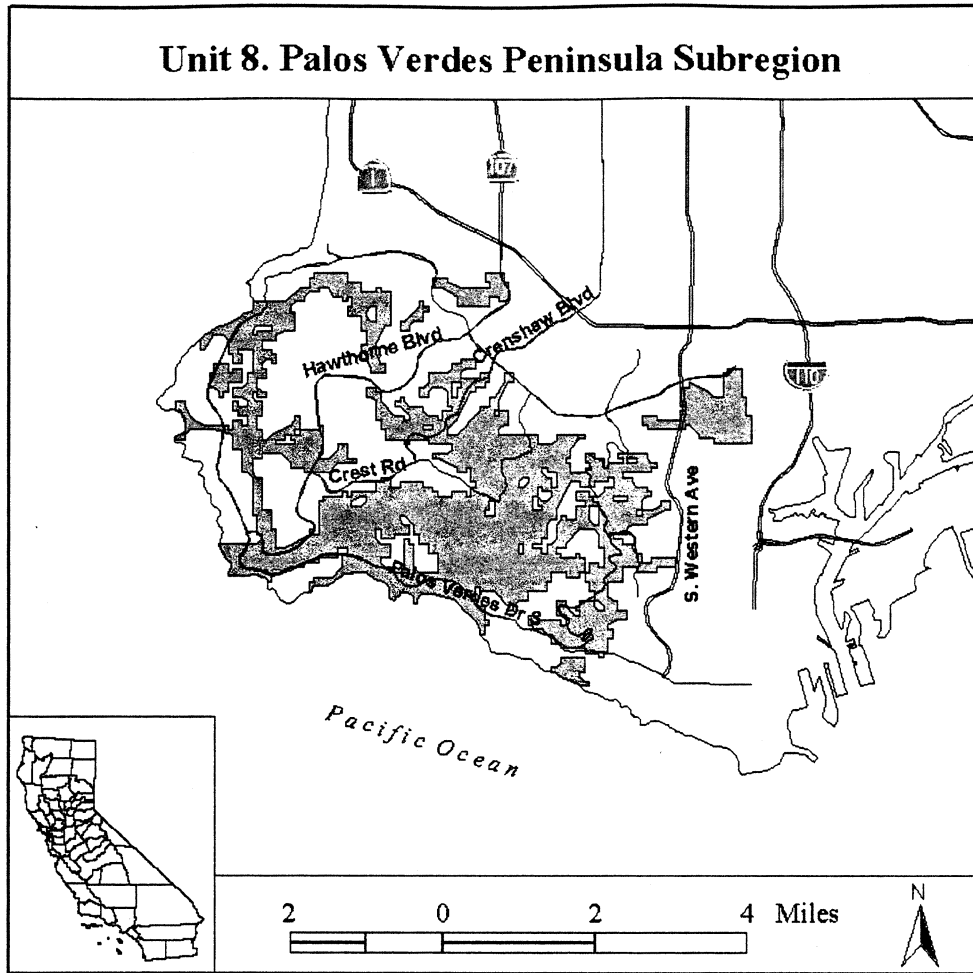 Unit 8. Palos Verdes Peninsula Subregion
1
107
Hawthorne Blvd
Crenshaw Blvd
110
Crest Rd
S. Western Ave
Palos Verdes Dr S
Pacific Ocean
2 0 2 4 Miles
N